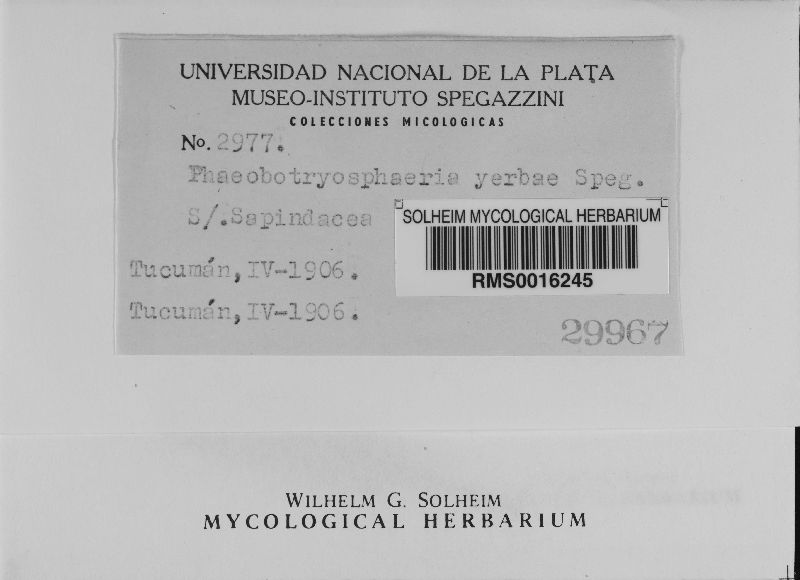 UNIVERSIDAD NACIONAL DE LA PLATA
MUSEO-INSTITUTO SPEGAZZINI
COLECCIONES MICOLOGICAS
No. 2977.
Phaeobotryosphaeria yerbae Speg.
S/.Sapindacea
SOLHEIM MYCOLOGICAL HERBARIUM
RMS0016245
Tucumán,IV-1906.
Tucumán,IV-1906.
29967
WILHELM G. SOLHEIM
MYCOLOGICAL HERBARIUM